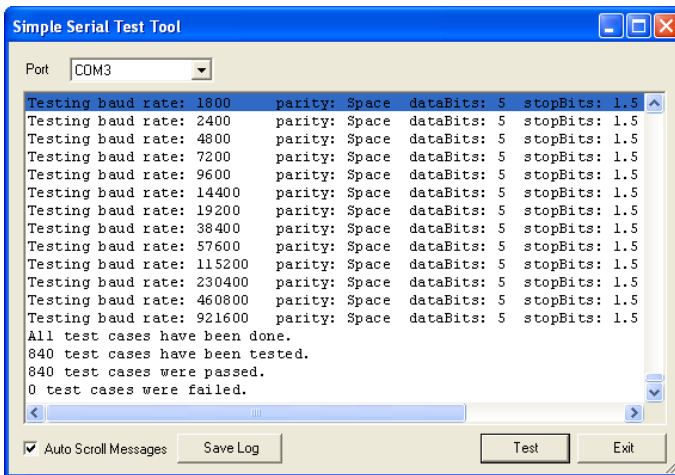 Simple Serial Test Tool
Port COM3
Testing baud rate: 1800 parity: Space dataBits: 5 stopBits: 1.5
Testing baud rate: 2400 parity: Space dataBits: 5 stopBits: 1.5
Testing baud rate: 4800 parity: Space dataBits: 5 stopBits: 1.5
Testing baud rate: 7200 parity: Space dataBits: 5 stopBits: 1.5
Testing baud rate: 9600 parity: Space dataBits: 5 stopBits: 1.5
Testing baud rate: 14400 parity: Space dataBits: 5 stopBits: 1.5
Testing baud rate: 19200 parity: Space dataBits: 5 stopBits: 1.5
Testing baud rate: 38400 parity: Space dataBits: 5 stopBits: 1.5
Testing baud rate: 57600 parity: Space dataBits: 5 stopBits: 1.5
Testing baud rate: 115200 parity: Space dataBits: 5 stopBits: 1.5
Testing baud rate: 230400 parity: Space dataBits: 5 stopBits: 1.5
Testing baud rate: 460800 parity: Space dataBits: 5 stopBits: 1.5
Testing baud rate: 921600 parity: Space dataBits: 5 stopBits: 1.5
All test cases have been done.
840 test cases have been tested.
840 test cases were passed.
0 test cases were failed.
Auto Scroll Messages Save Log Test Exit